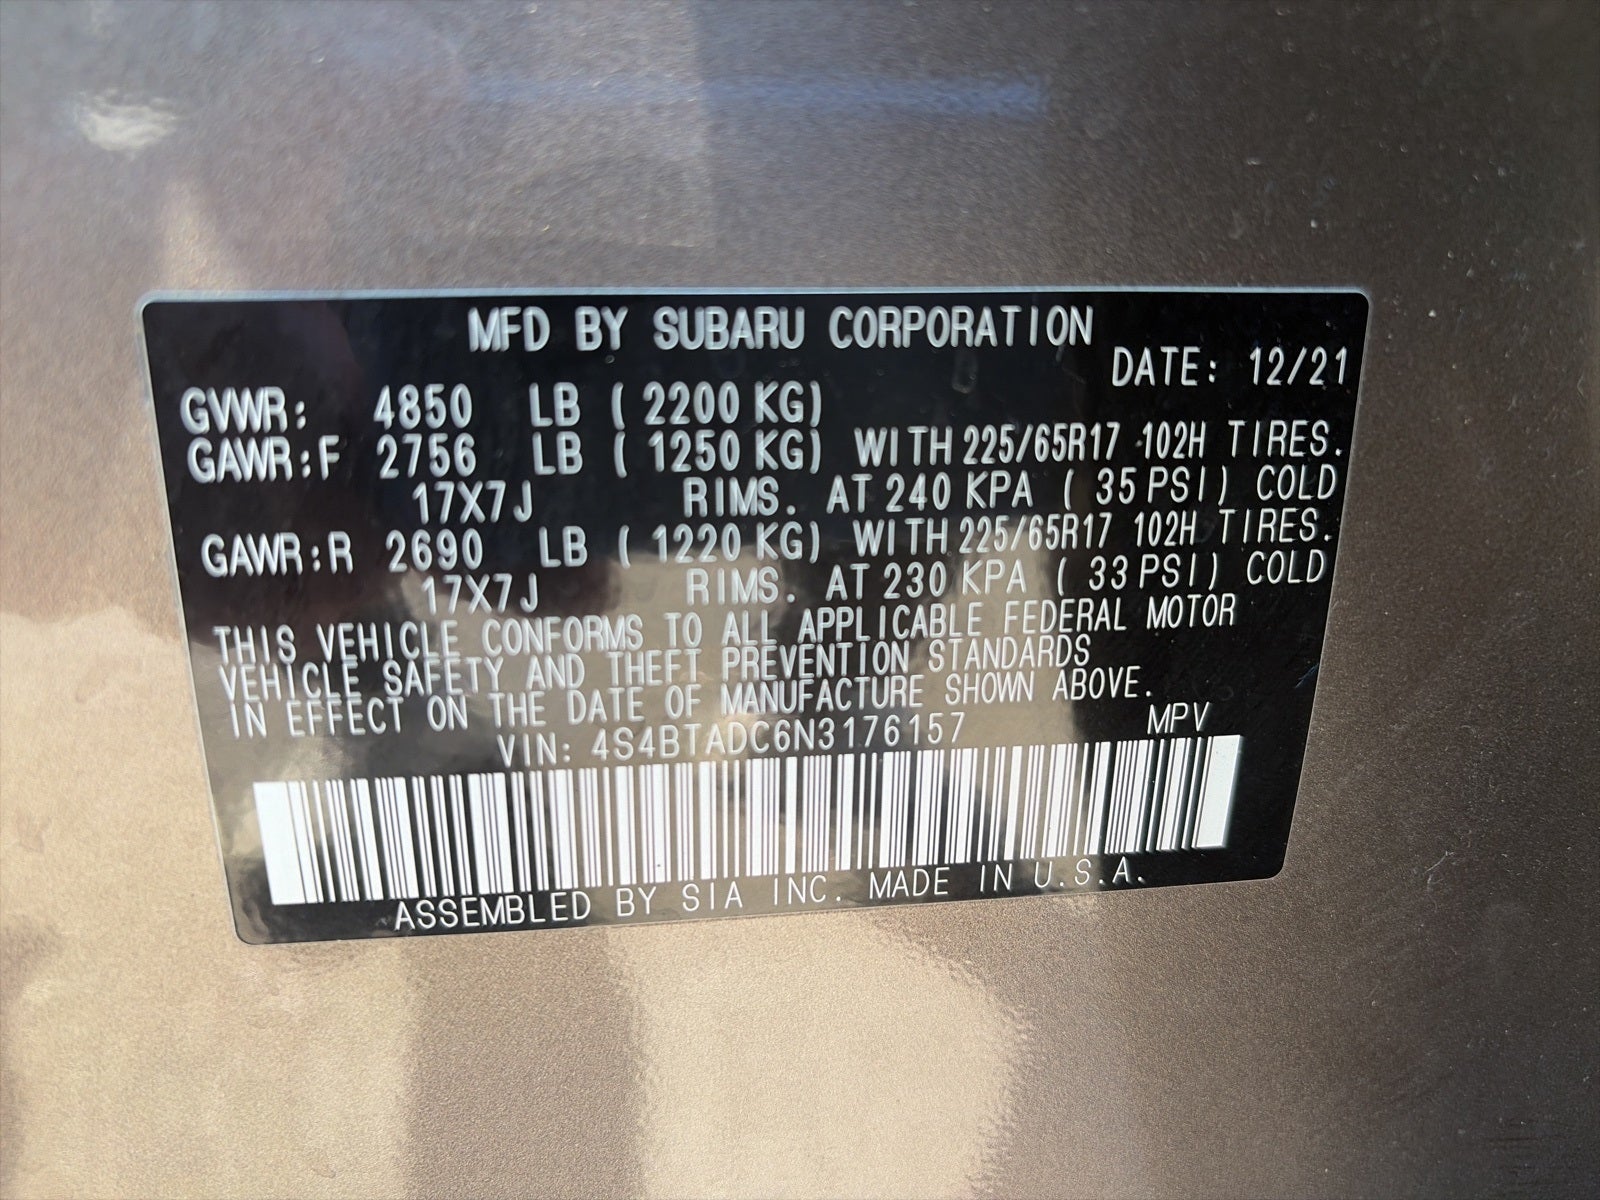 MFD BY SUBARU CORPORATION
DATE: 12/21
GVWR: 4850 LB ( 2200 KG)
GAWR:F 2756 LB ( 1250 KG) WITH 225/65R17 102H TIRES.
17X7J RIMS. AT 240 KPA ( 35 PSI) COLD
GAWR:R 2690 LB ( 1220 KG) WITH 225/65R17 102H TIRES.
17X7J RIMS. AT 230 KPA ( 33 PSI) COLD
THIS VEHICLE CONFORMS TO ALL APPLICABLE FEDERAL MOTOR
VEHICLE SAFETY AND THEFT PREVENTION STANDARDS
IN EFFECT ON THE DATE OF MANUFACTURE SHOWN ABOVE.
VIN: 4S4BTADC6N3176157 MPV
ASSEMBLED BY SIA INC. MADE IN U.S.A.